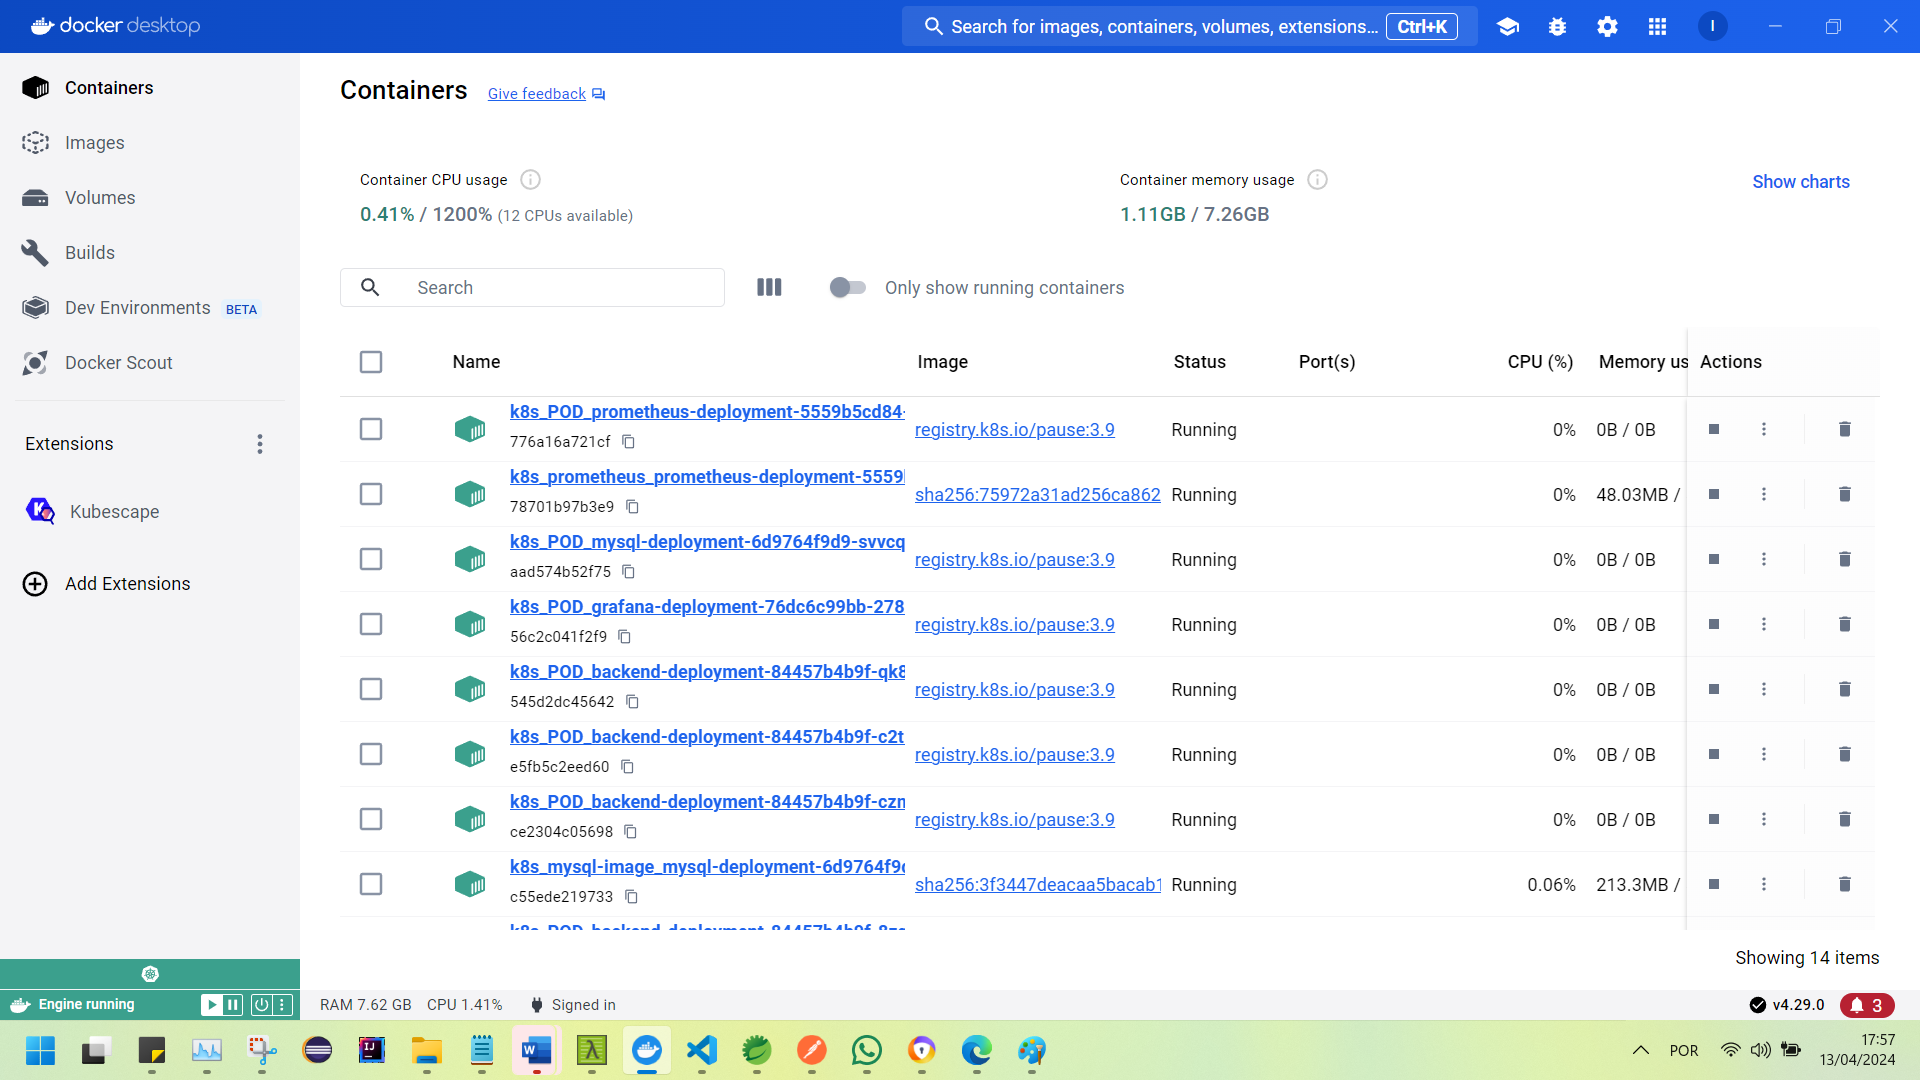 docker desktop
Search for images, containers, volumes, extensions... Ctrl+K
I
Containers
Images
Volumes
Builds
Dev Environments BETA
Docker Scout
Extensions
Kubescape
Add Extensions
Containers Give feedback
Container CPU usage
0.41% / 1200% (12 CPUs available)
Container memory usage
1.11GB / 7.26GB
Show charts
Search
Only show running containers
Name Image Status Port(s) CPU (%) Memory us Actions
k8s_POD_prometheus-deployment-5559b5cd84-
776a16a721cf
registry.k8s.io/pause:3.9 Running 0% 0B / 0B
k8s_prometheus_prometheus-deployment-5559
78701b97b3e9
sha256:75972a31ad256ca862 Running 0% 48.03MB /
k8s_POD_mysql-deployment-6d9764f9d9-svvcq
aad574b52f75
registry.k8s.io/pause:3.9 Running 0% 0B / 0B
k8s_POD_grafana-deployment-76dc6c99bb-278
56c2c041f2f9
registry.k8s.io/pause:3.9 Running 0% 0B / 0B
k8s_POD_backend-deployment-84457b4b9f-qk8
545d2dc45642
registry.k8s.io/pause:3.9 Running 0% 0B / 0B
k8s_POD_backend-deployment-84457b4b9f-c2t
e5fb5c2eed60
registry.k8s.io/pause:3.9 Running 0% 0B / 0B
k8s_POD_backend-deployment-84457b4b9f-czn
ce2304c05698
registry.k8s.io/pause:3.9 Running 0% 0B / 0B
k8s_mysql-image_mysql-deployment-6d9764f9
c55ede219733
sha256:3f3447deacaa5bacab1 Running 0.06% 213.3MB /
Showing 14 items
Engine running
RAM 7.62 GB CPU 1.41% Signed in
v4.29.0
3
POR
17:57
13/04/2024